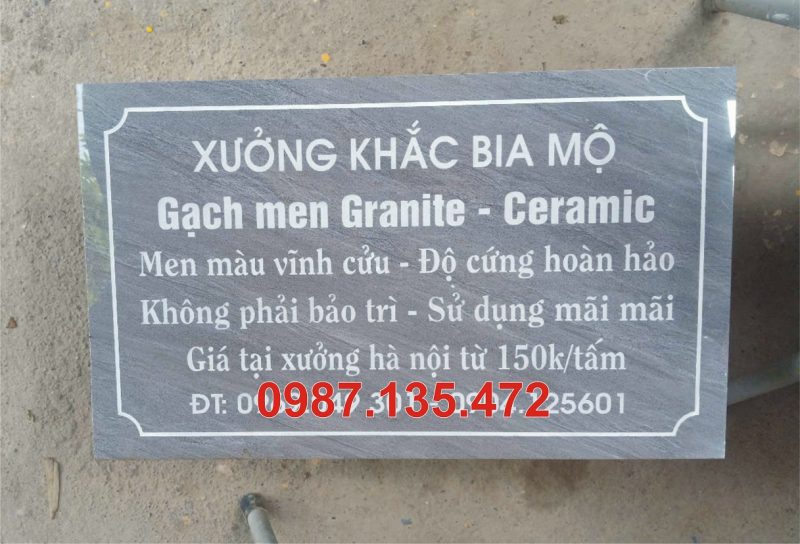 XƯỞNG KHẮC BIA MỘ
Gạch men Granite - Ceramic
Men màu vĩnh cửu - Độ cứng hoàn hảo
Không phải bảo trì - Sử dụng mãi mãi
Giá tại xưởng hà nội từ 150k/tấm
ĐT:
0987.135.472